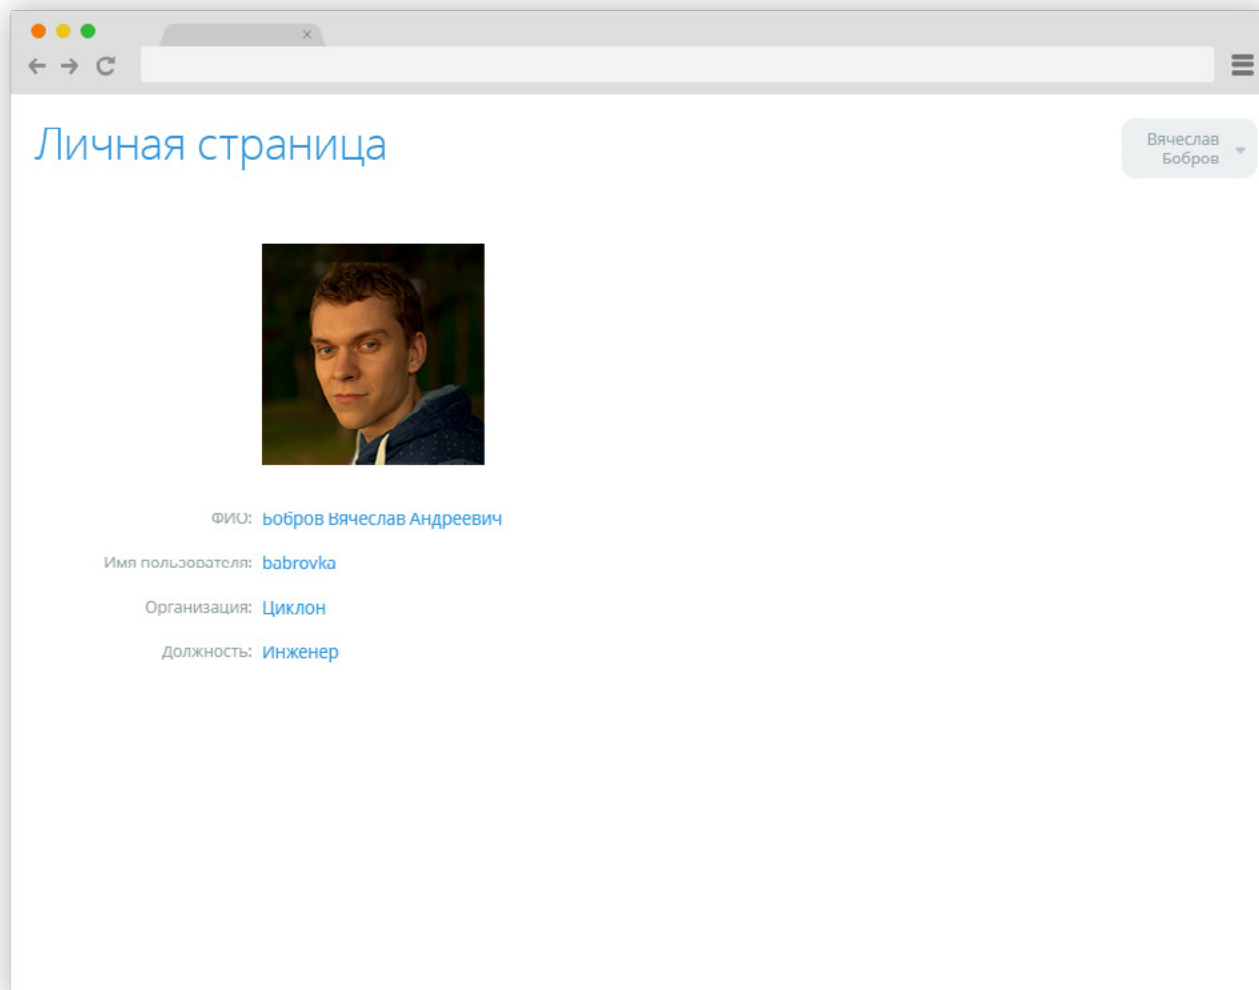 Личная страница
Вячеслав
Бобров
ФИО: Бобров Вячеслав Андреевич
Имя пользователя: babrovka
Организация: Циклон
Должность: Инженер